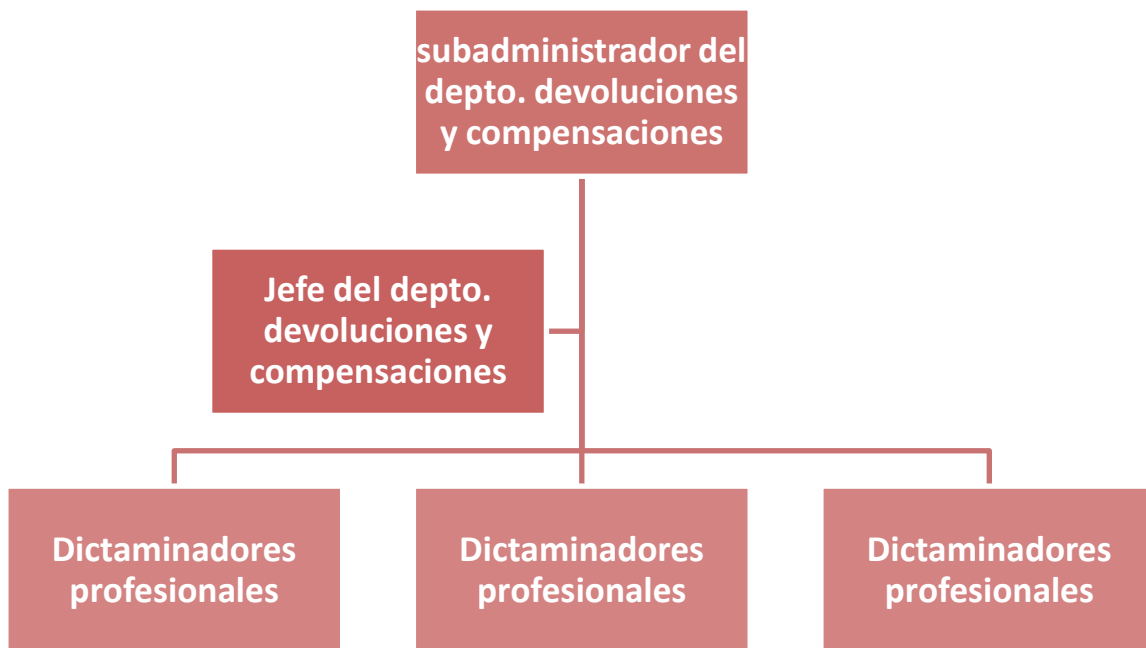 subadministrador del
depto. devoluciones
y compensaciones
Jefe del depto.
devoluciones y
compensaciones
Dictaminadores
profesionales
Dictaminadores
profesionales
Dictaminadores
profesionales